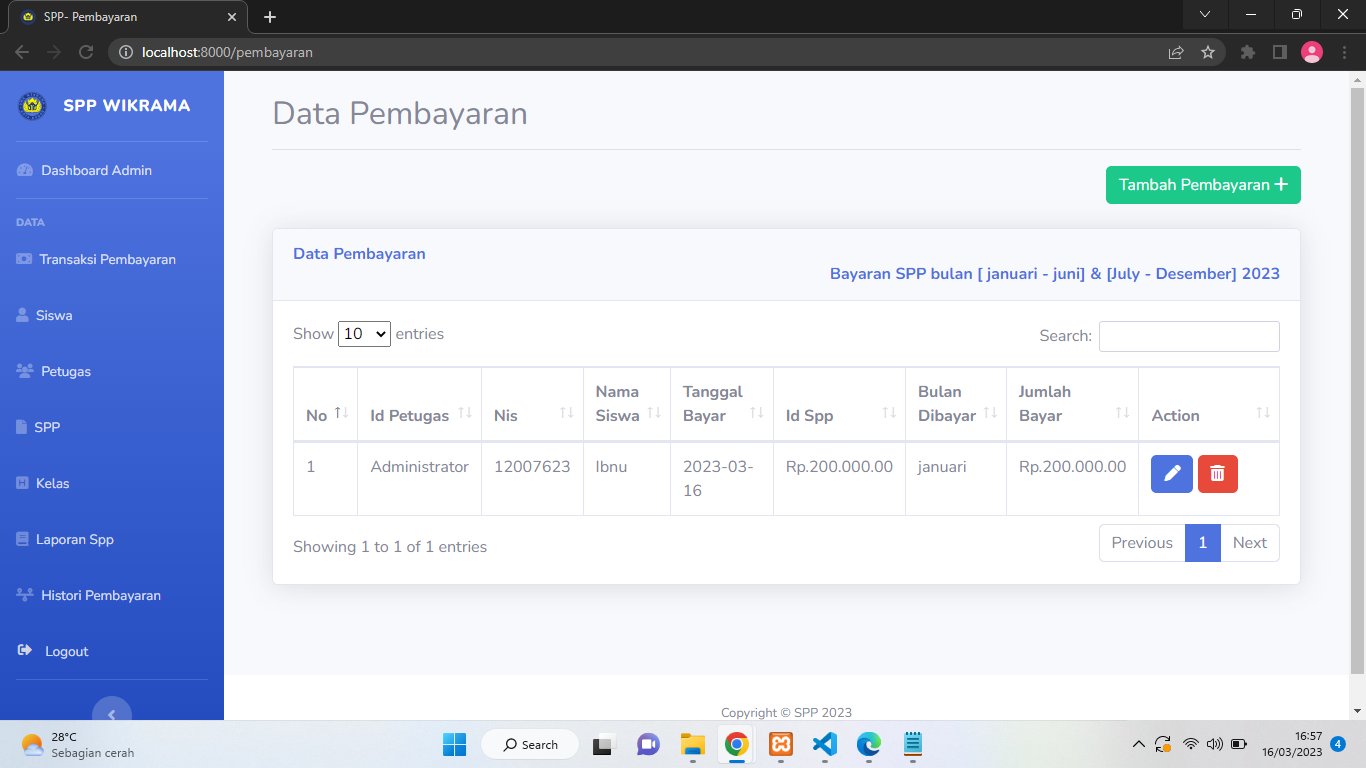 SPP- Pembayaran
localhost:8000/pembayaran
SPP WIKRAMA
Dashboard Admin
DATA
Transaksi Pembayaran
Siswa
Petugas
SPP
Kelas
Laporan Spp
Histori Pembayaran
Logout
Data Pembayaran
Tambah Pembayaran +
Data Pembayaran
Bayaran SPP bulan [ januari - juni] & [July - Desember] 2023
Show 10 entries
Search:
No Id Petugas Nis Nama Siswa Tanggal Bayar Id Spp Bulan Dibayar Jumlah Bayar Action
1 Administrator 12007623 Ibnu 2023-03-16 Rp.200.000.00 januari Rp.200.000.00
Showing 1 to 1 of 1 entries
Previous 1 Next
Copyright © SPP 2023
28°C
Sebagian cerah
Search
16:57
16/03/2023
4